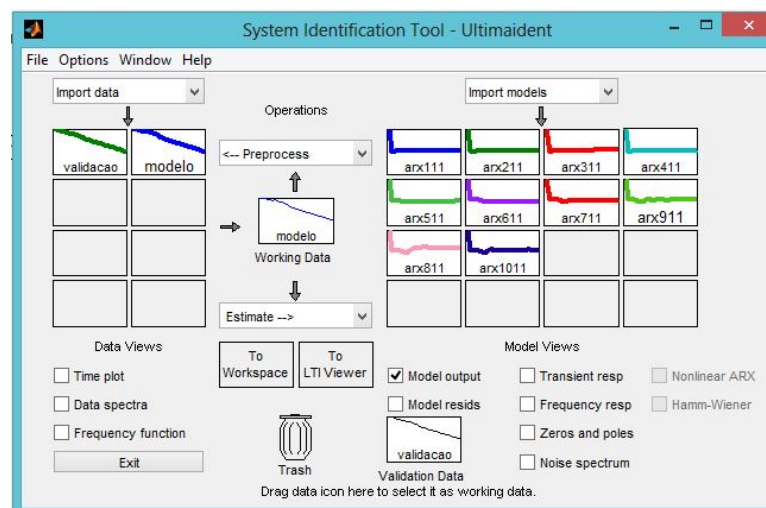 System Identification Tool - Ultimaident
File Options Window Help
Import data
Import models
Operations
validacao
modelo
<-- Preprocess
arx111
arx211
arx311
arx411
arx511
arx611
arx711
arx911
modelo
Working Data
arx811
arx1011
Estimate -->
Data Views
Model Views
To Workspace
To LTI Viewer
Time plot
Model output
Transient resp
Nonlinear ARX
Data spectra
Model resids
Frequency resp
Hamm-Wiener
Frequency function
Zeros and poles
Exit
Trash
validacao
Validation Data
Noise spectrum
Drag data icon here to select it as working data.